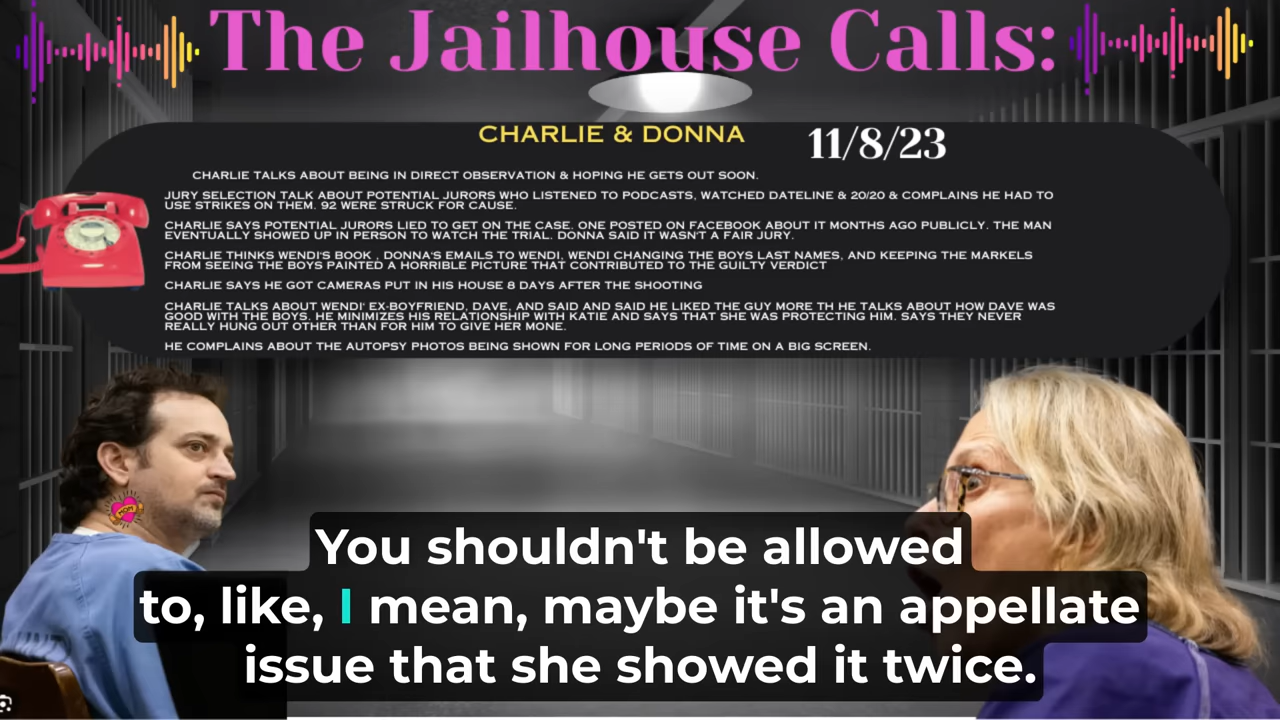 The Jailhouse Calls:
CHARLIE & DONNA 11/8/23
CHARLIE TALKS ABOUT BEING IN DIRECT OBSERVATION & HOPING HE GETS OUT SOON.
JURY SELECTION TALK ABOUT POTENTIAL JURORS WHO LISTENED TO PODCASTS, WATCHED DATELINE & 20/20 & COMPLAINS HE HAD TO
USE STRIKES ON THEM. 92 WERE STRUCK FOR CAUSE.
CHARLIE SAYS POTENTIAL JURORS LIED TO GET ON THE CASE. ONE POSTED ON FACEBOOK ABOUT IT MONTHS AGO PUBLICLY. THE MAN
EVENTUALLY SHOWED UP IN PERSON TO WATCH THE TRIAL. DONNA SAID IT WASN'T A FAIR JURY.
CHARLIE THINKS WENDI'S BOOK , DONNA'S EMAILS TO WENDI, WENDI CHANGING THE BOYS LAST NAMES, AND KEEPING THE MARKELS
FROM SEEING THE BOYS PAINTED A HORRIBLE PICTURE THAT CONTRIBUTED TO THE GUILTY VERDICT
CHARLIE SAYS HE GOT CAMERAS PUT IN HIS HOUSE 8 DAYS AFTER THE SHOOTING
CHARLIE TALKS ABOUT WENDI' EX-BOYFRIEND, DAVE, AND SAID AND SAID HE LIKED THE GUY MORE TH HE TALKS ABOUT HOW DAVE WAS
GOOD WITH THE BOYS. HE MINIMIZES HIS RELATIONSHIP WITH KATIE AND SAYS THAT SHE WAS PROTECTING HIM. SAYS THEY NEVER
REALLY HUNG OUT OTHER THAN FOR HIM TO GIVE HER MONE.
HE COMPLAINS ABOUT THE AUTOPSY PHOTOS BEING SHOWN FOR LONG PERIODS OF TIME ON A BIG SCREEN.
MOM
You shouldn't be allowed
to, like, I mean, maybe it's an appellate
issue that she showed it twice.